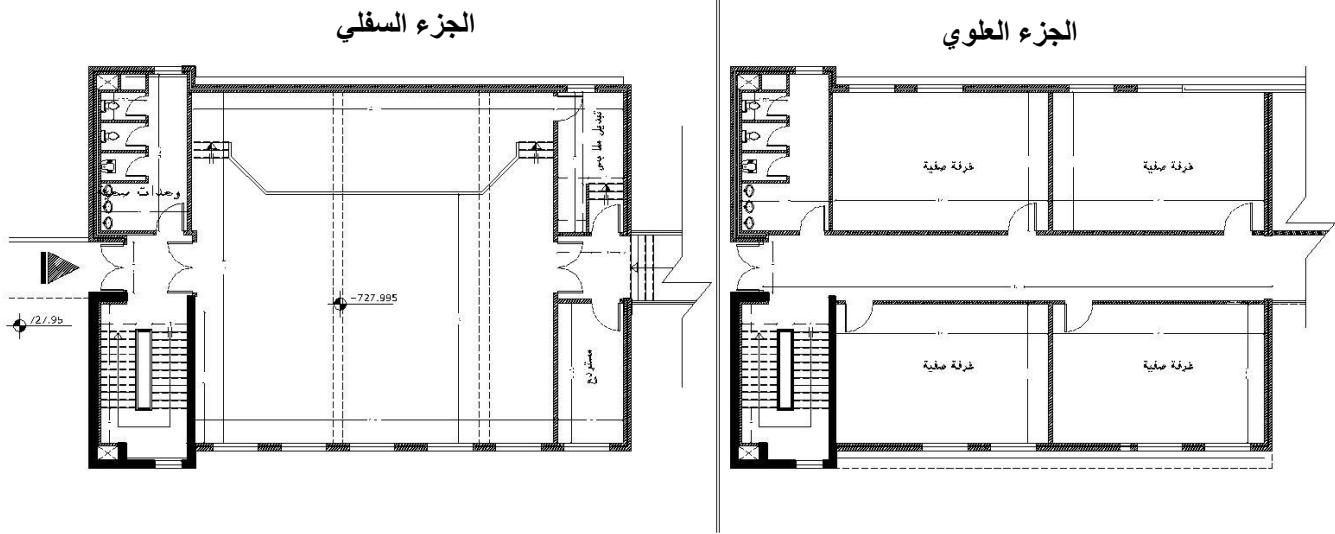 الجزء السفلي
الجزء العلوي
تبديل ملابس
وحدات صحية
-727.995
727.95
مستودع
غرفة صفية
غرفة صفية
غرفة صفية
غرفة صفية